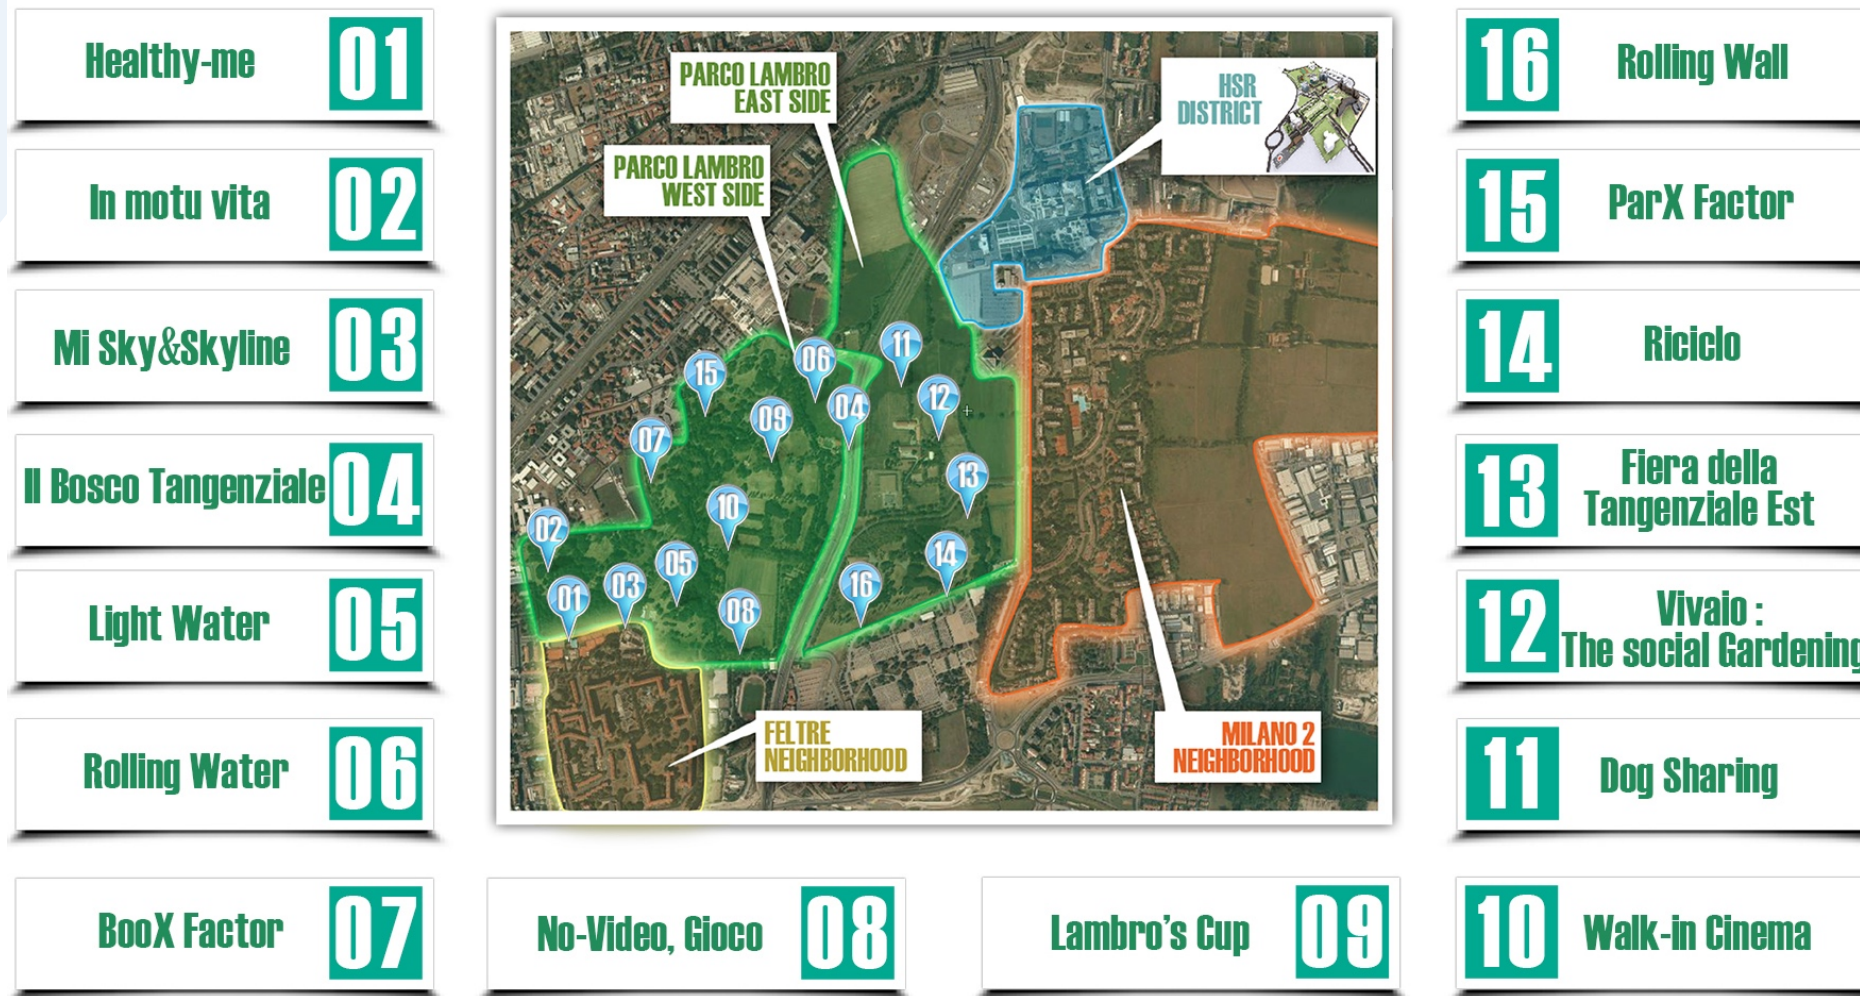 Healthy-me
01
In motu vita
02
Mi Sky&Skyline
03
Il Bosco Tangenziale
04
Light Water
05
Rolling Water
06
BooX Factor
07
No-Video, Gioco
08
Lambro's Cup
09
10
Walk-in Cinema
11
Dog Sharing
12
Vivaio :
The social Gardening
13
Fiera della
Tangenziale Est
14
Riciclo
15
ParX Factor
16
Rolling Wall
PARCO LAMBRO
EAST SIDE
PARCO LAMBRO
WEST SIDE
HSR
DISTRICT
06
11
15
12
09
04
07
13
10
02
14
05
03
16
01
08
FELTRE
NEIGHBORHOOD
MILANO 2
NEIGHBORHOOD